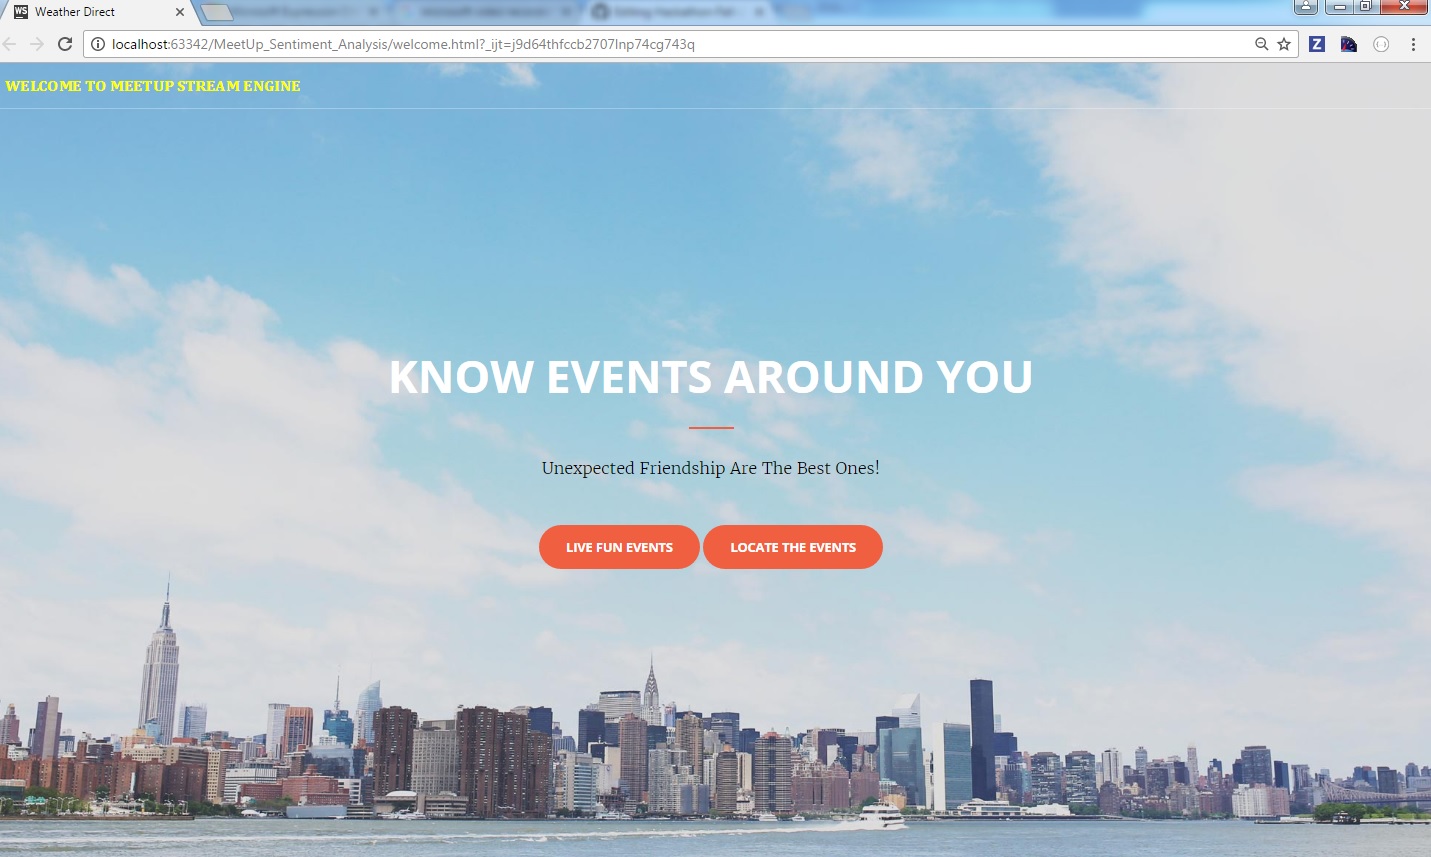 WS Weather Direct
localhost:63342/MeetUp_Sentiment_Analysis/welcome.html?_ijt=j9d64thfccb2707lnp74cg743q
Z
WELCOME TO MEETUP STREAM ENGINE
KNOW EVENTS AROUND YOU
Unexpected Friendship Are The Best Ones!
LIVE FUN EVENTS LOCATE THE EVENTS